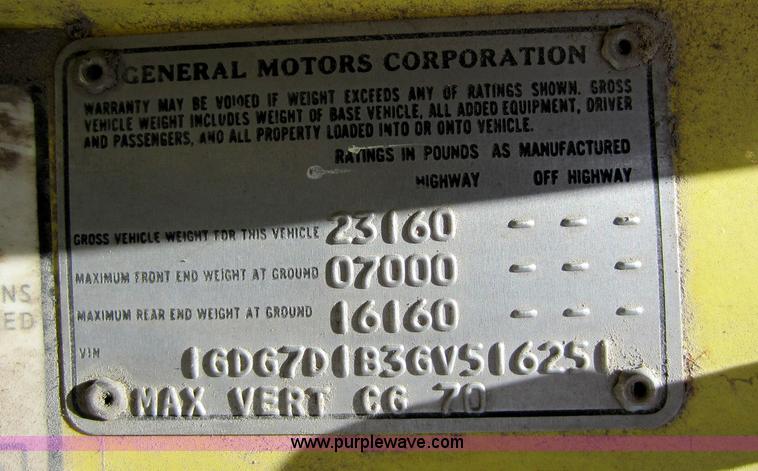 GENERAL MOTORS CORPORATION
WARRANTY MAY BE VOIDED IF WEIGHT EXCEEDS ANY OF RATINGS SHOWN. GROSS
VEHICLE WEIGHT INCLUDES WEIGHT OF BASE VEHICLE, ALL ADDED EQUIPMENT, DRIVER
AND PASSENGERS, AND ALL PROPERTY LOADED INTO OR ONTO VEHICLE.
RATINGS IN POUNDS AS MANUFACTURED
HIGHWAY OFF HIGHWAY
GROSS VEHICLE WEIGHT FOR THIS VEHICLE 23160 - - -
MAXIMUM FRONT END WEIGHT AT GROUND 07000 - - -
MAXIMUM REAR END WEIGHT AT GROUND 16160 - - -
VIN 1GDG7D1B3GV516251
MAX VERT CG 70
NS
ED
www.purplewave.com